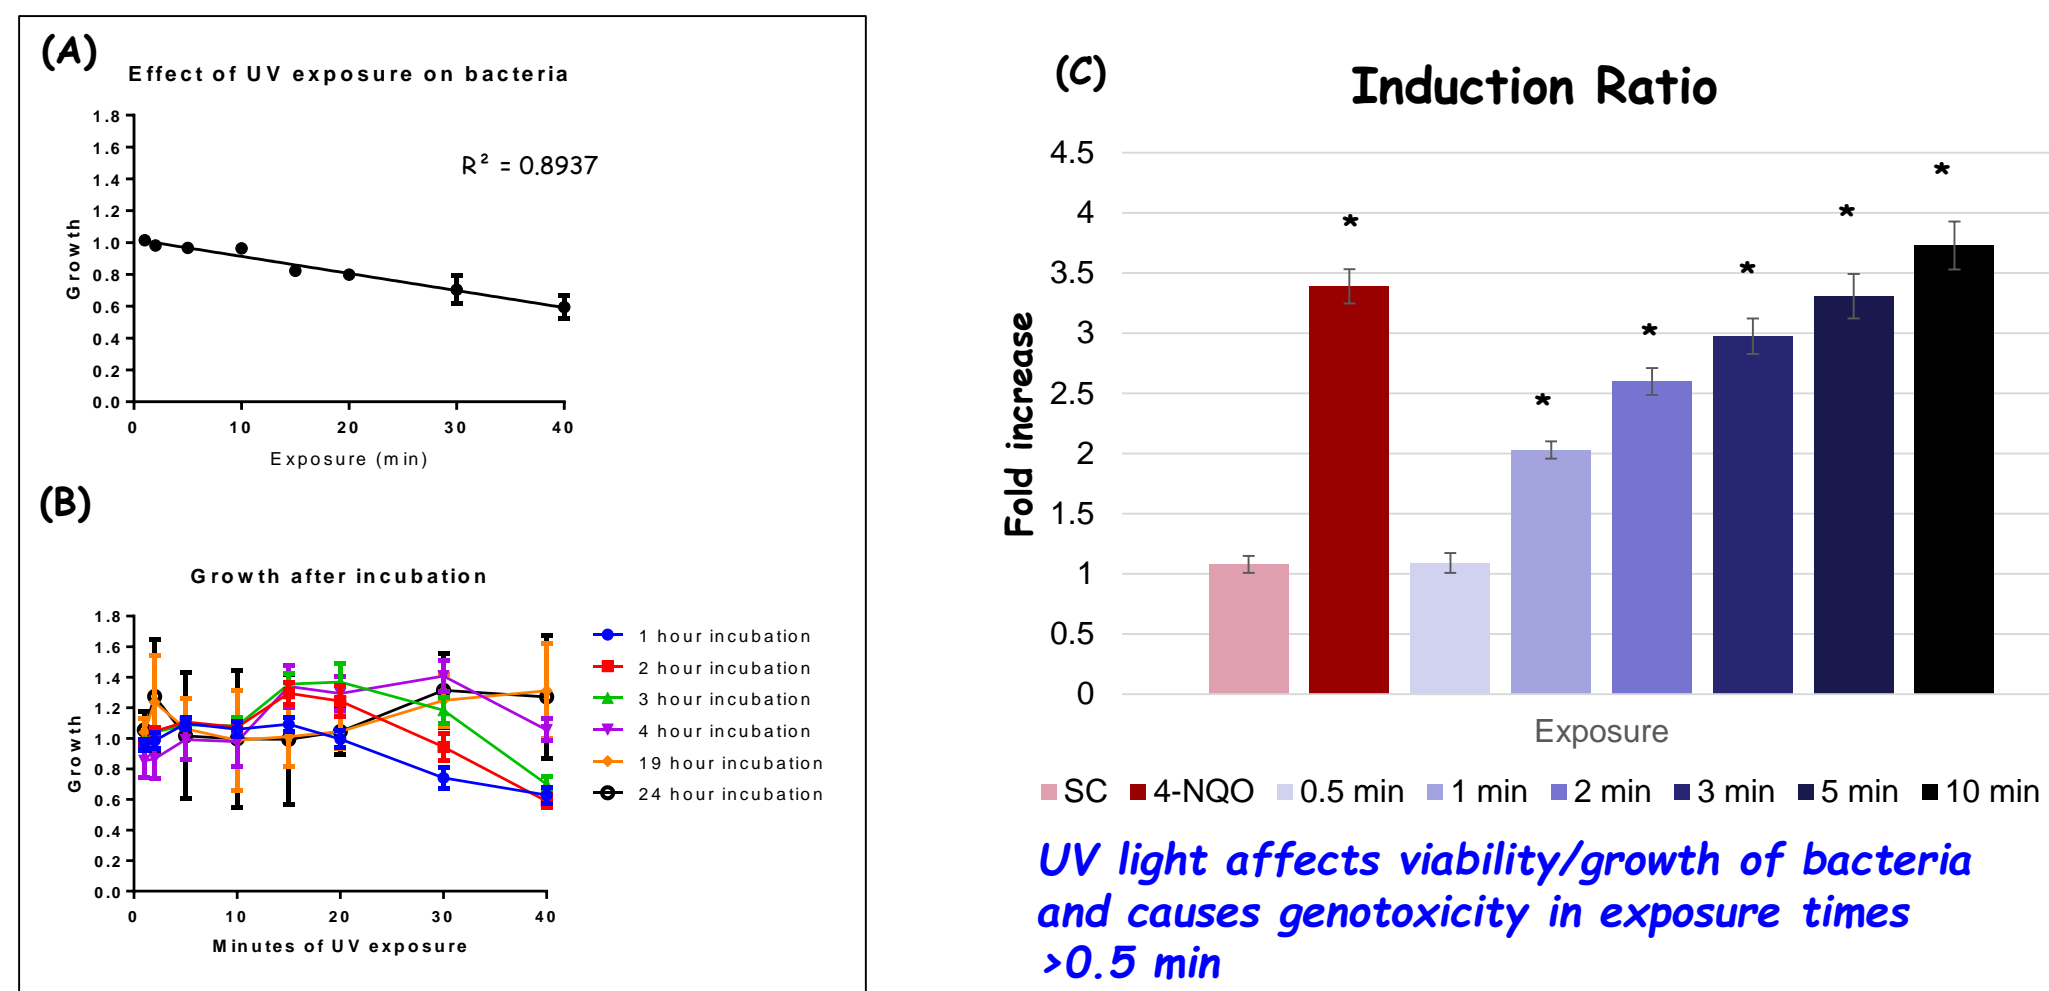 (A)
Effect of UV exposure on bacteria
R² = 0.8937
1.8
1.6
1.4
1.2
1.0
0.8
0.6
0.4
0.2
0.0
Growth
0 10 20 30 40
Exposure (min)
(B)
Growth after incubation
1.8
1.6
1.4
1.2
1.0
0.8
0.6
0.4
0.2
0.0
Growth
0 10 20 30 40
Minutes of UV exposure
1 hour incubation
2 hour incubation
3 hour incubation
4 hour incubation
19 hour incubation
24 hour incubation
(C)
Induction Ratio
4.5
4
3.5
3
2.5
2
1.5
1
0.5
0
Fold increase
* * * * * *
Exposure
SC 4-NQO 0.5 min 1 min 2 min 3 min 5 min 10 min
UV light affects viability/growth of bacteria
and causes genotoxicity in exposure times
>0.5 min